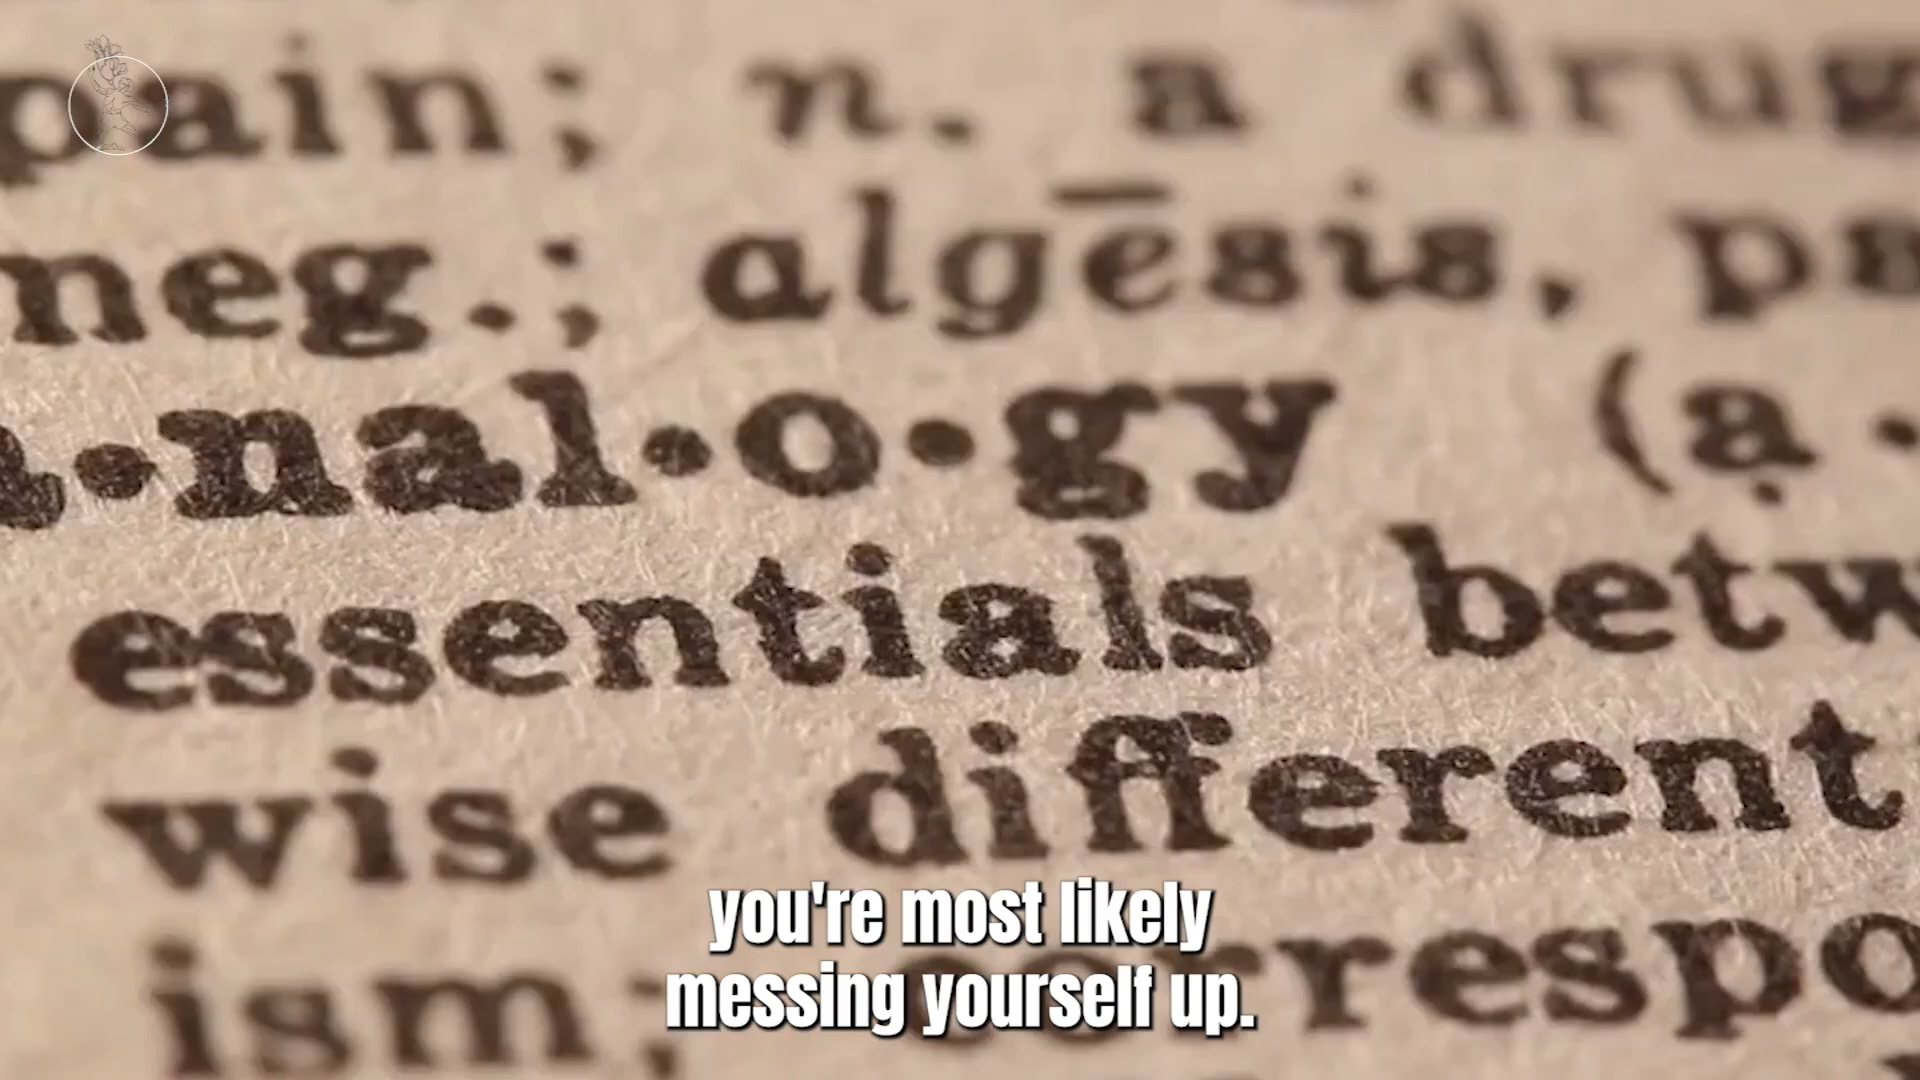 pain; n. a drug
neg.; algēsis, pa
a·nal·o·gy (ạ·
essentials betw
wise different
ism; correspo
you're most likely
messing yourself up.